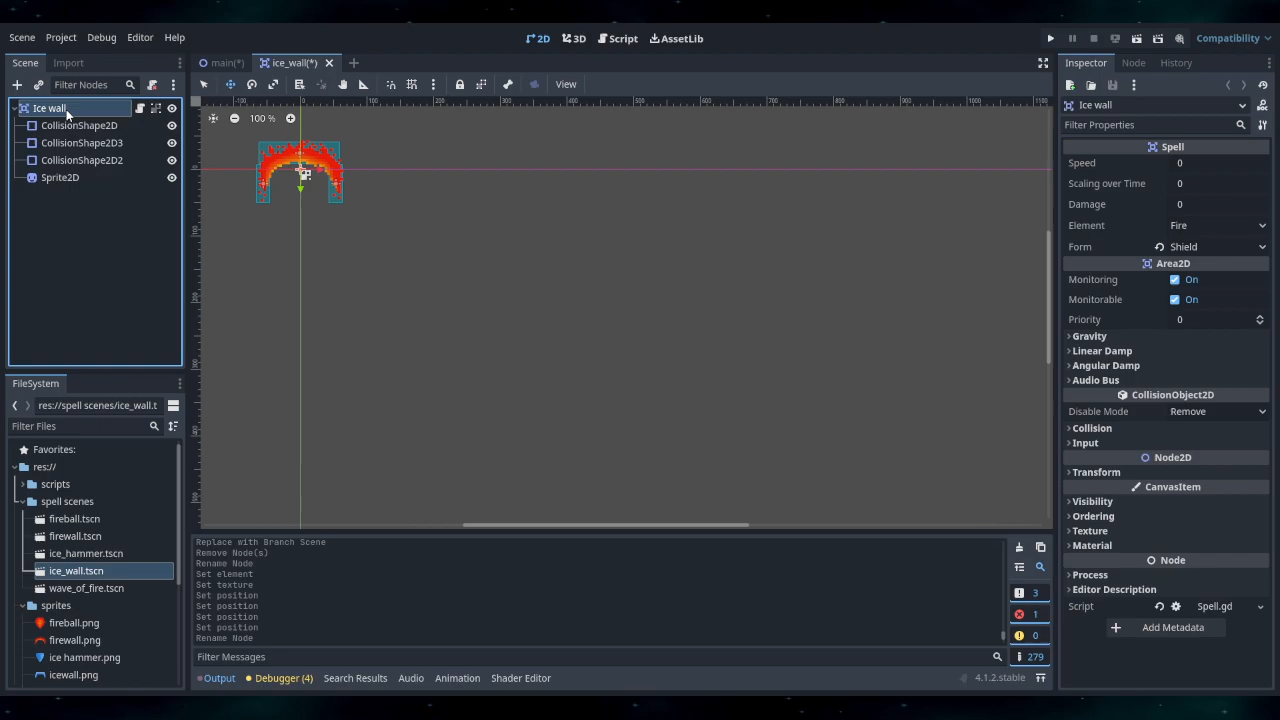 Scene Project Debug Editor Help
2D 3D Script AssetLib
Compatibility
Scene Import
main(*) ice_wall(*)
Inspector Node History
Filter Nodes
View
Ice wall
CollisionShape2D
CollisionShape2D3
CollisionShape2D2
Sprite2D
100 %
Ice wall
Filter Properties
Spell
Speed 0
Scaling over Time 0
Damage 0
Element Fire
Form Shield
Area2D
Monitoring On
Monitorable On
Priority 0
Gravity
Linear Damp
Angular Damp
Audio Bus
CollisionObject2D
Disable Mode Remove
Collision
Input
Node2D
Transform
CanvasItem
Visibility
Ordering
Texture
Material
Node
Process
Editor Description
Script Spell.gd
Add Metadata
FileSystem
res://spell scenes/ice_wall.t
Filter Files
Favorites:
res://
scripts
spell scenes
fireball.tscn
firewall.tscn
ice_hammer.tscn
ice_wall.tscn
wave_of_fire.tscn
sprites
fireball.png
firewall.png
ice hammer.png
icewall.png
Replace with Branch Scene
Remove Node(s)
Rename Node
Set element
Set texture
Set position
Set position
Set position
Set position
Rename Node
3
1
0
279
Filter Messages
Output Debugger (4) Search Results Audio Animation Shader Editor
4.1.2.stable